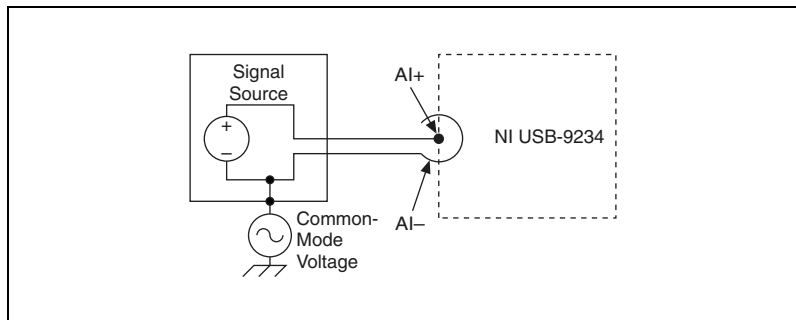 Signal
Source
+
–
AI+
NI USB-9234
AI–
Common-
Mode
Voltage